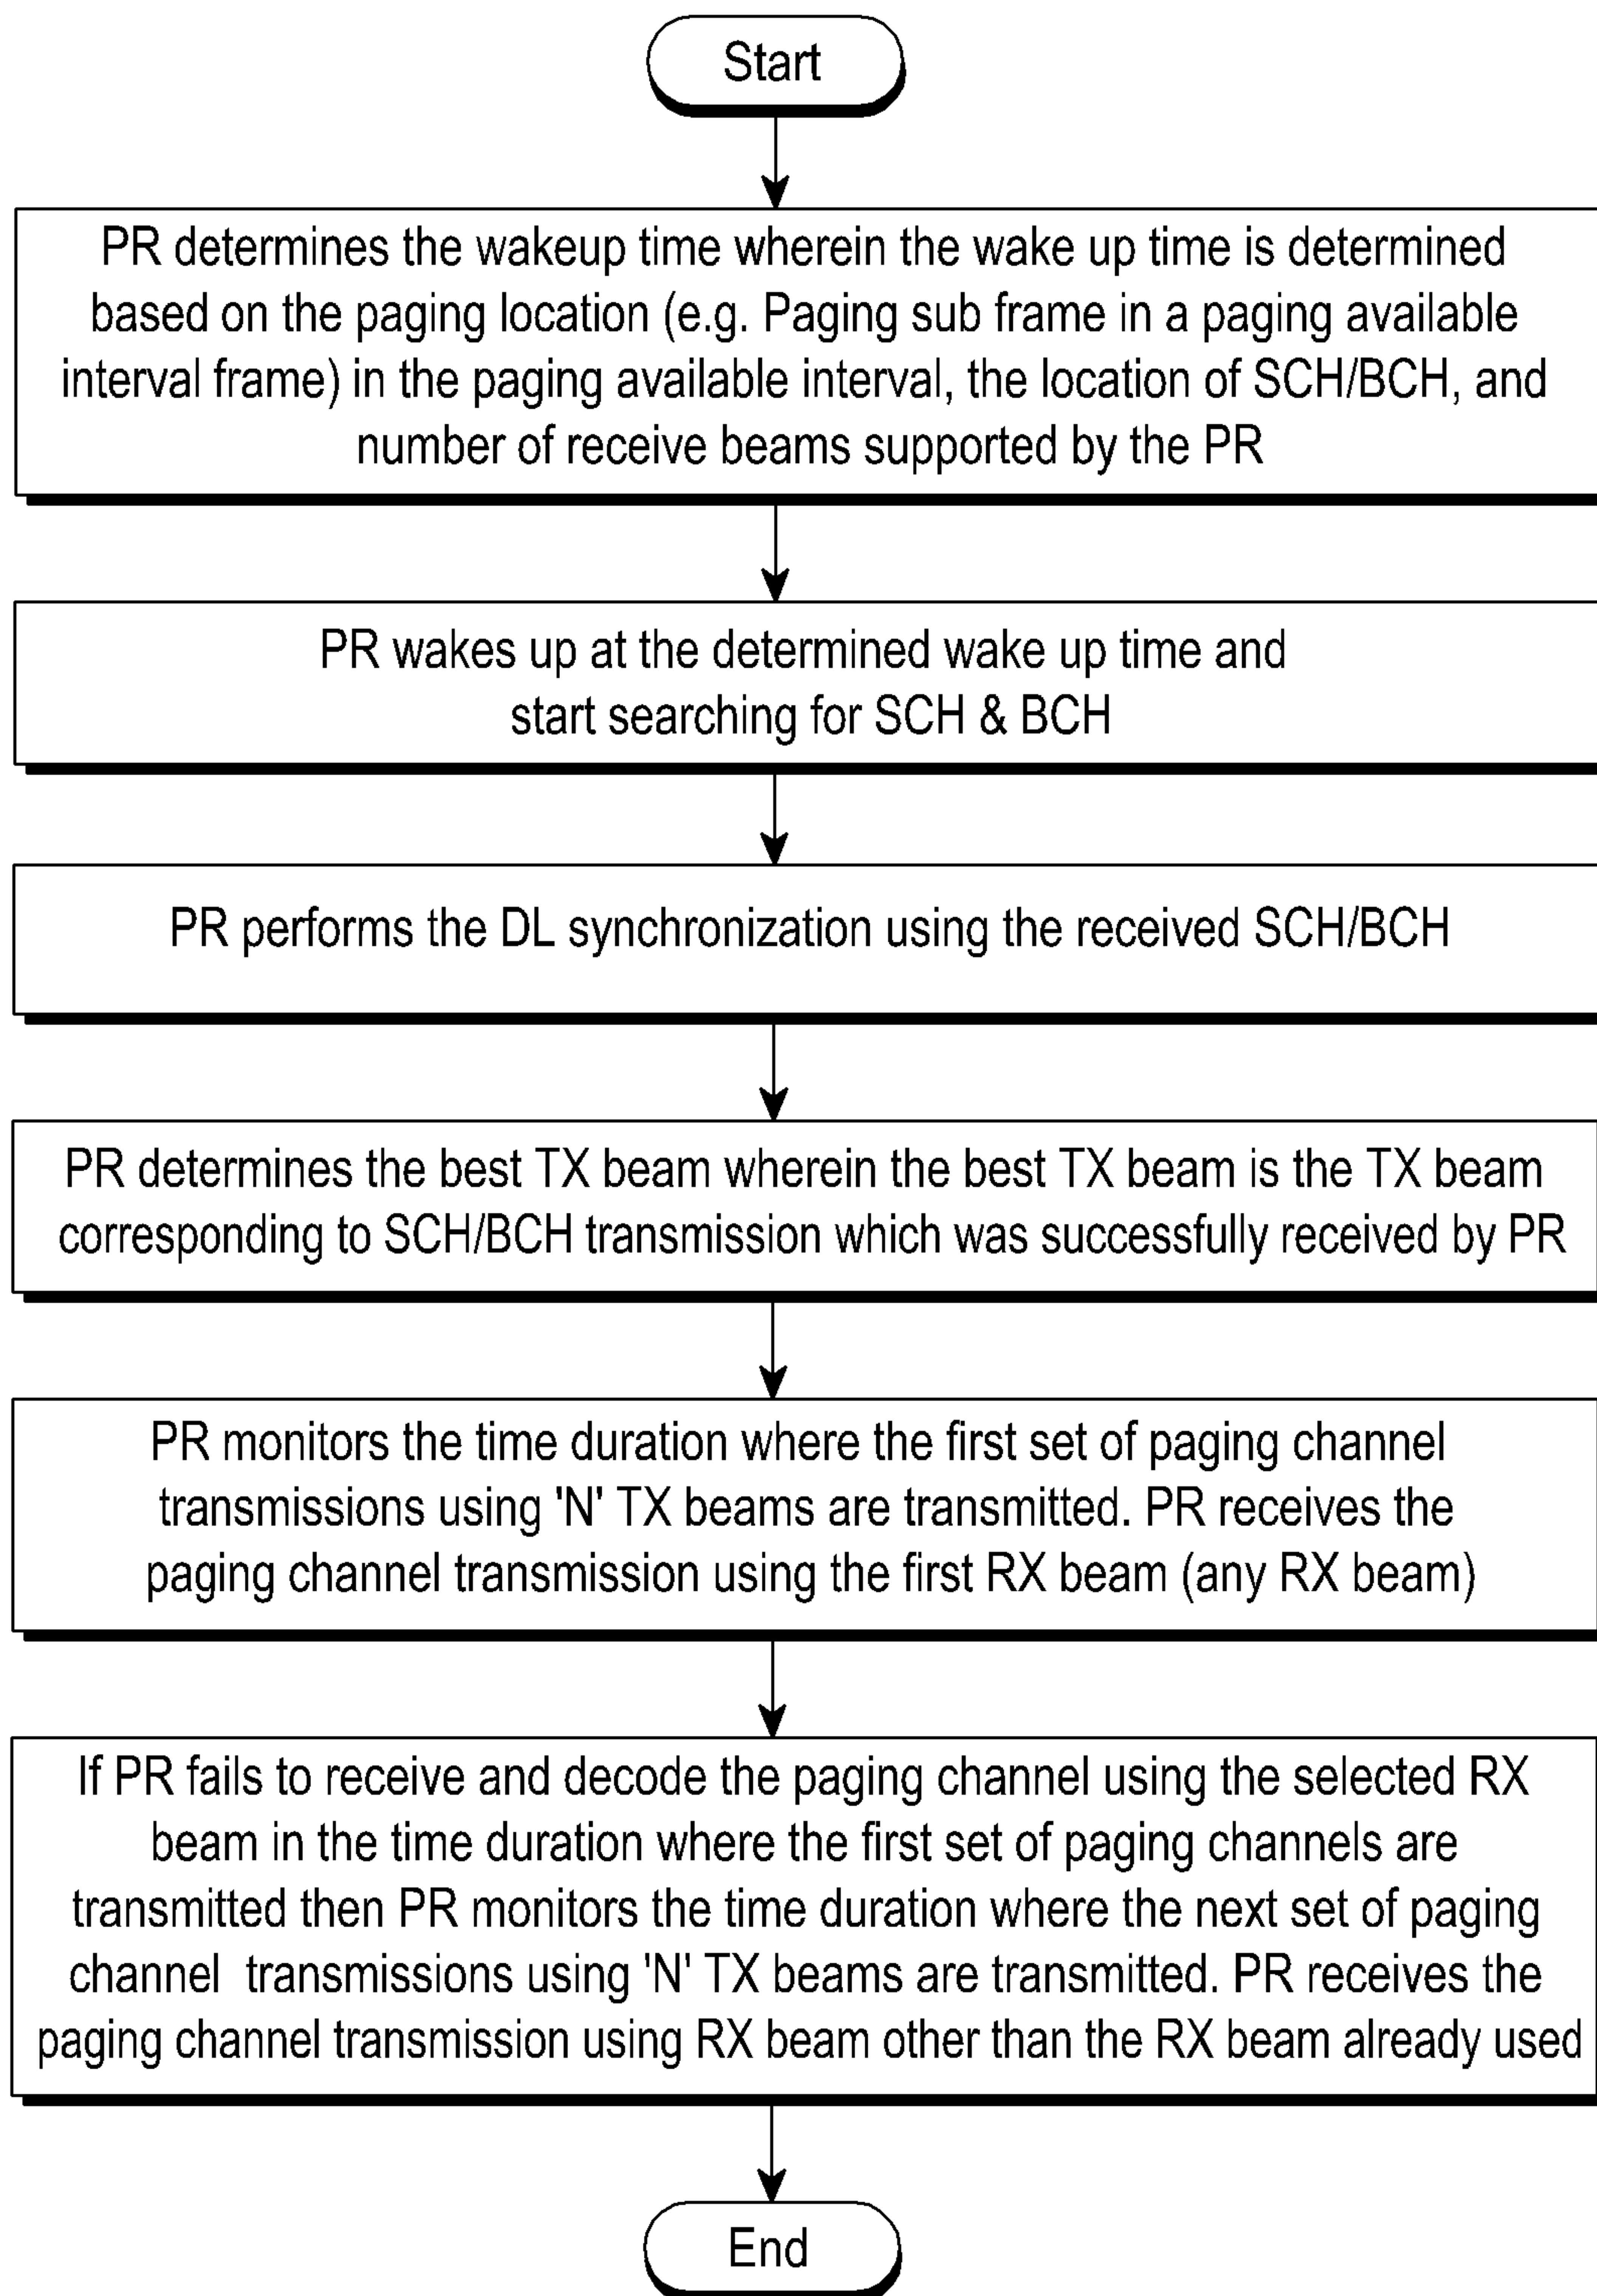 Start
PR determines the wakeup time wherein the wake up time is determined
based on the paging location (e.g. Paging sub frame in a paging available
interval frame) in the paging available interval, the location of SCH/BCH, and
number of receive beams supported by the PR
PR wakes up at the determined wake up time and
start searching for SCH & BCH
PR performs the DL synchronization using the received SCH/BCH
PR determines the best TX beam wherein the best TX beam is the TX beam
corresponding to SCH/BCH transmission which was successfully received by PR
PR monitors the time duration where the first set of paging channel
transmissions using 'N' TX beams are transmitted. PR receives the
paging channel transmission using the first RX beam (any RX beam)
If PR fails to receive and decode the paging channel using the selected RX
beam in the time duration where the first set of paging channels are
transmitted then PR monitors the time duration where the next set of paging
channel transmissions using 'N' TX beams are transmitted. PR receives the
paging channel transmission using RX beam other than the RX beam already used
End